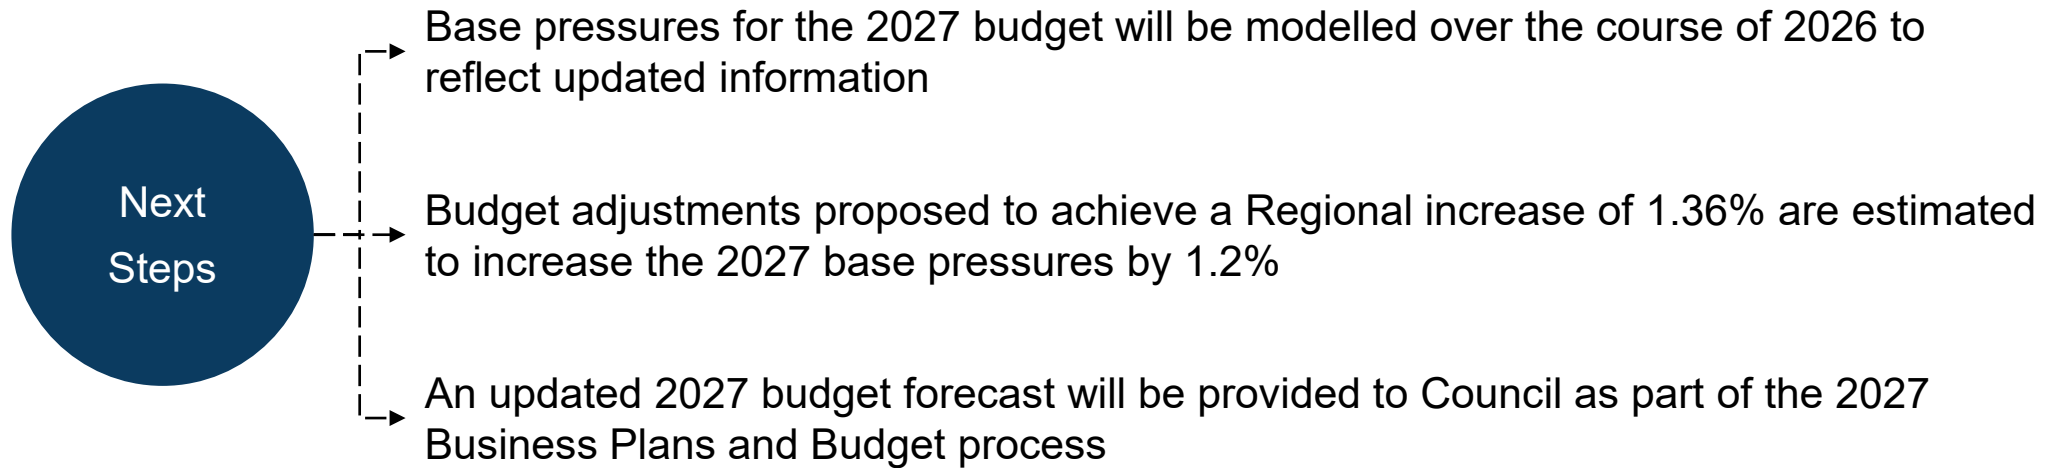 Next
Steps
Base pressures for the 2027 budget will be modelled over the course of 2026 to
reflect updated information
Budget adjustments proposed to achieve a Regional increase of 1.36% are estimated
to increase the 2027 base pressures by 1.2%
An updated 2027 budget forecast will be provided to Council as part of the 2027
Business Plans and Budget process